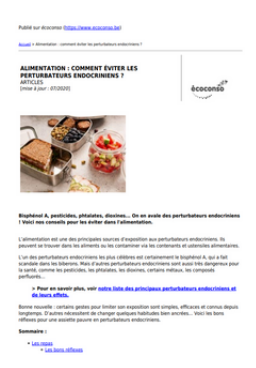 Publié sur écoconso (https://www.ecoconso.be)
Accueil > Alimentation : comment éviter les perturbateurs endocriniens ?
ALIMENTATION : COMMENT ÉVITER LES
PERTURBATEURS ENDOCRINIENS ?
ARTICLES
[mise à jour : 07/2020]
écoconso
Bisphénol A, pesticides, phtalates, dioxines... On en avale des perturbateurs endocriniens
! Voici nos conseils pour les éviter dans l'alimentation.
L'alimentation est une des principales sources d'exposition aux perturbateurs endocriniens. Ils
peuvent se trouver dans les aliments ou les contaminer via les contenants et ustensiles alimentaires.
L'un des perturbateurs endocriniens les plus célèbres est certainement le bisphénol A, qui a fait
scandale dans les biberons. Mais d'autres perturbateurs endocriniens sont aussi très dangereux pour
la santé, comme les pesticides, les phtalates, les dioxines, certains métaux, les composés
perfluorés...
> Pour en savoir plus, voir notre liste des principaux perturbateurs endocriniens et
de leurs effets.
Bonne nouvelle : certains gestes pour limiter son exposition sont simples, efficaces et connus depuis
longtemps. D'autres nécessitent de changer quelques habitudes bien ancrées... Voici les bons
réflexes pour une assiette pauvre en perturbateurs endocriniens.
Sommaire :
• Les repas
• Les bons réflexes